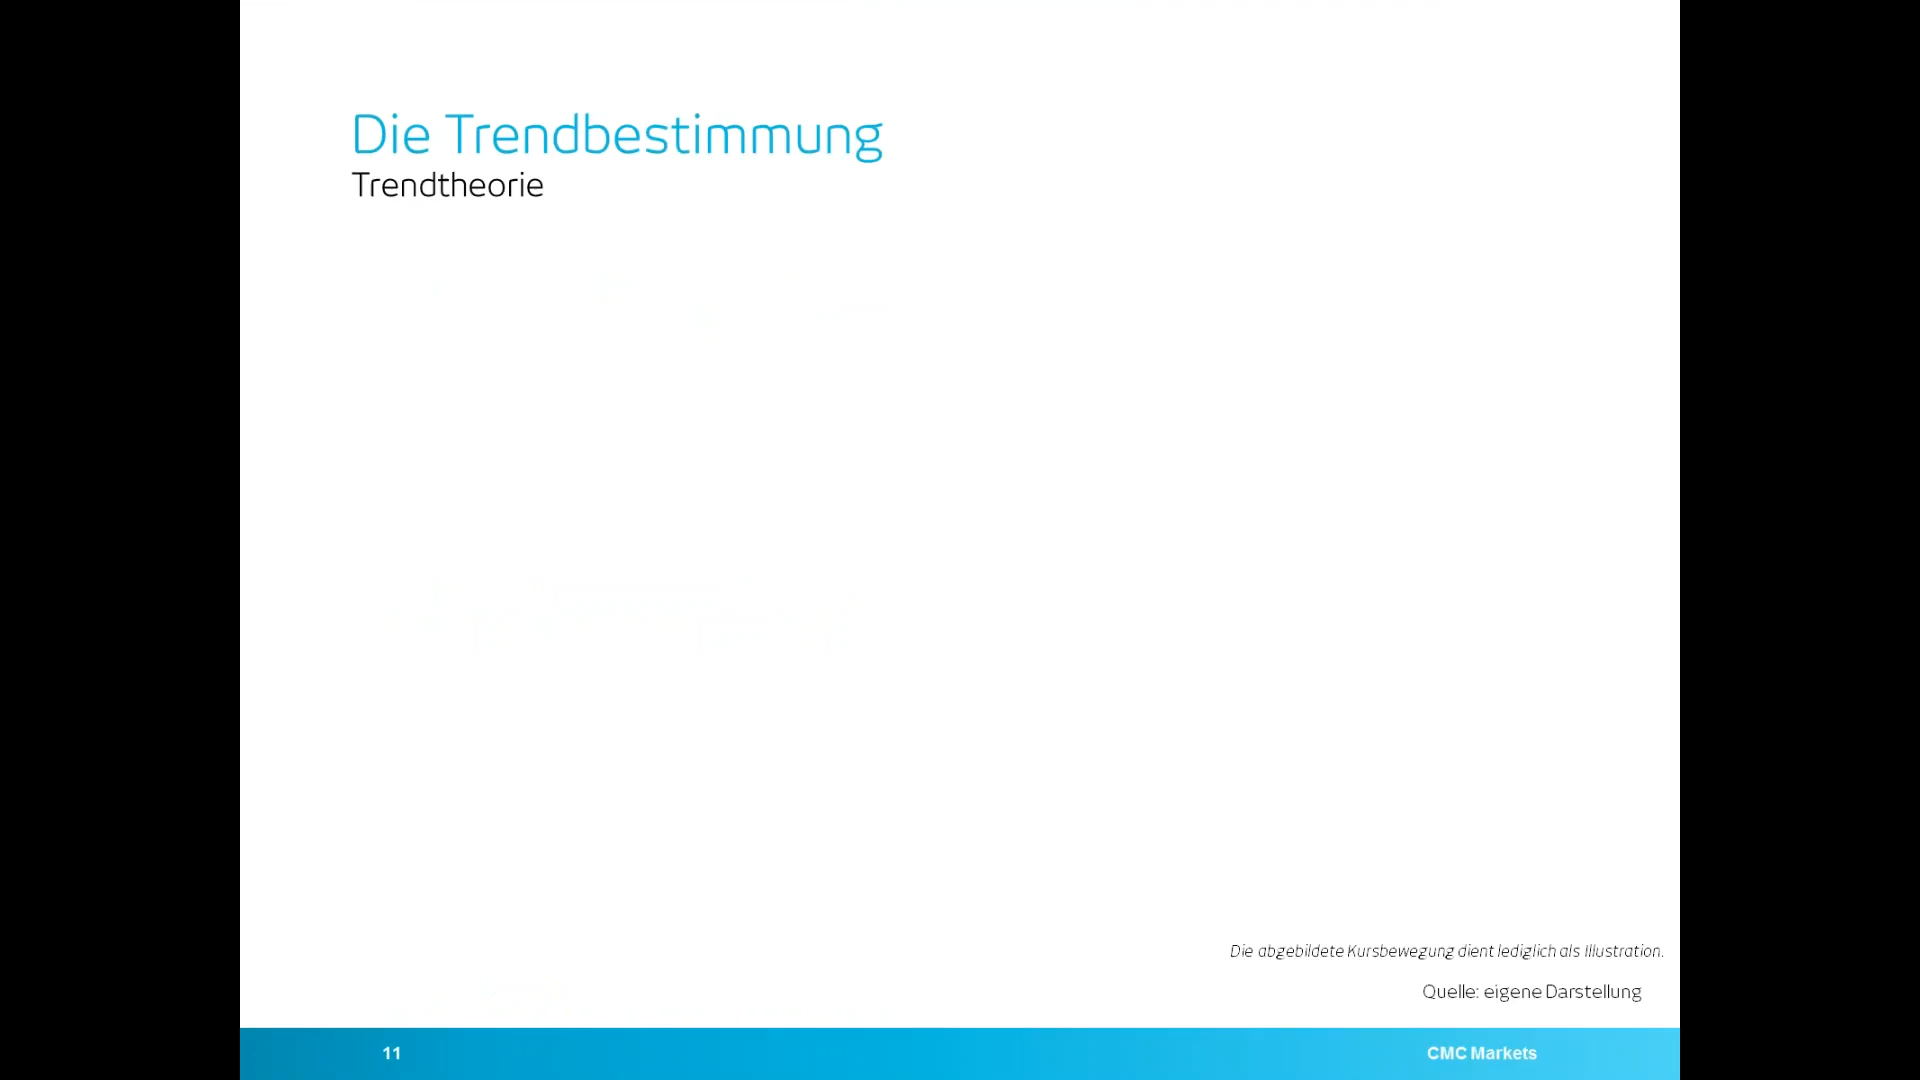 Die Trendbestimmung
Trendtheorie
Die abgebildete Kursbewegung dient lediglich als Illustration.
Quelle: eigene Darstellung
11
CMC Markets